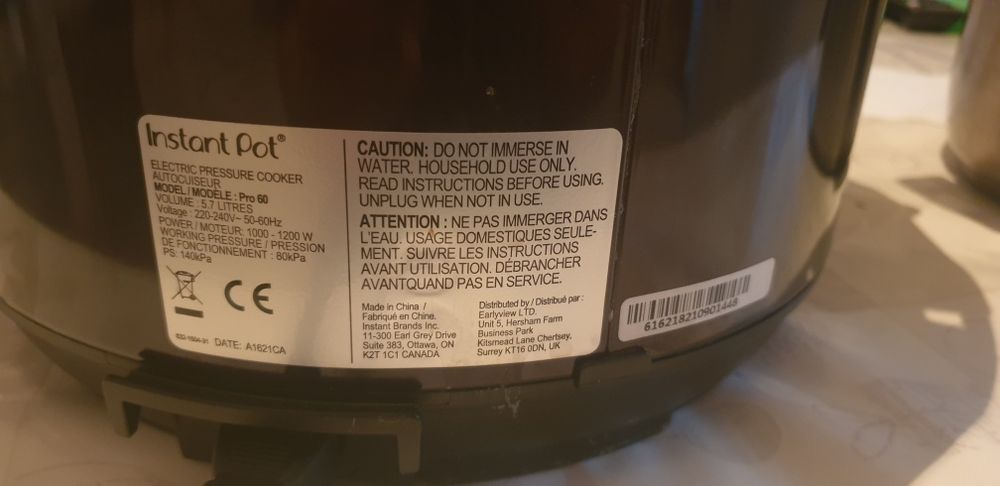 Instant Pot®
ELECTRIC PRESSURE COOKER
AUTOCUISEUR
MODEL / MODÈLE : Pro 60
VOLUME : 5.7 LITRES
Voltage : 220-240V~ 50-60Hz
POWER / MOTEUR: 1000 - 1200 W
WORKING PRESSURE / PRESSION
DE FONCTIONNEMENT : 80kPa
PS: 140kPa
CE
DATE: A1621CA
CAUTION: DO NOT IMMERSE IN
WATER. HOUSEHOLD USE ONLY.
READ INSTRUCTIONS BEFORE USING.
UNPLUG WHEN NOT IN USE.
ATTENTION : NE PAS IMMERGER DANS
L'EAU. USAGE DOMESTIQUES SEULE-
MENT. SUIVRE LES INSTRUCTIONS
AVANT UTILISATION. DÉBRANCHER
AVANTQUAND PAS EN SERVICE.
Made in China /
Fabriqué en Chine.
Instant Brands Inc.
11-300 Earl Grey Drive
Suite 383, Ottawa, ON
K2T 1C1 CANADA
Distributed by / Distribué par :
Earlyview LTD.
Unit 5, Hersham Farm
Business Park
Kitsmead Lane Chertsey,
Surrey KT16 0DN, UK
616218210901448